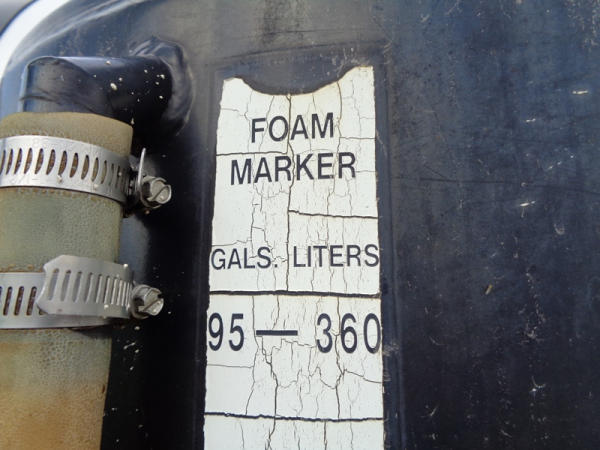 FOAM
MARKER
GALS. LITERS
95 — 360